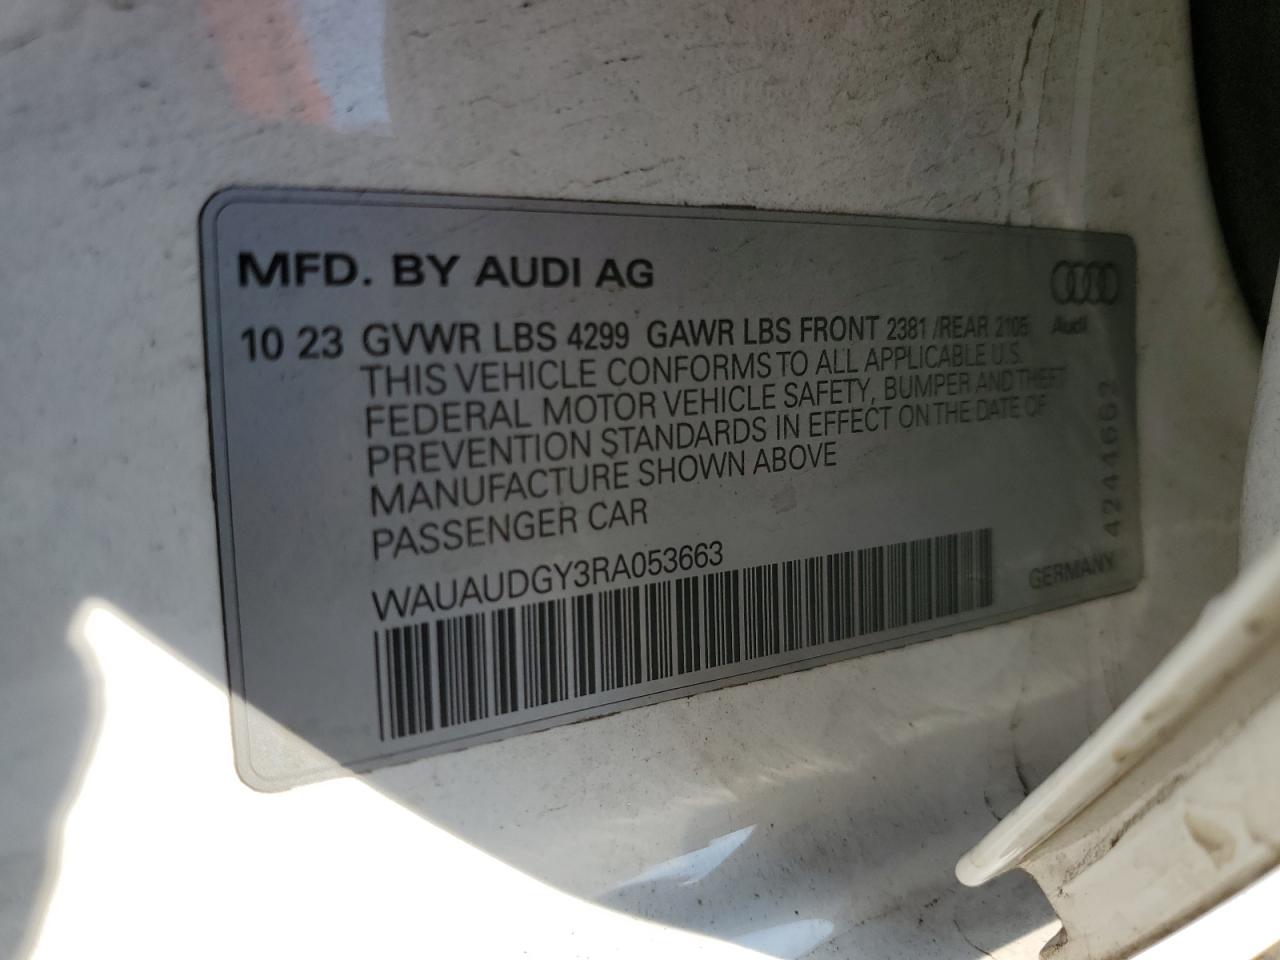 MFD. BY AUDI AG
Audi
10 23 GVWR LBS 4299 GAWR LBS FRONT 2381 /REAR 2105
THIS VEHICLE CONFORMS TO ALL APPLICABLE U.S.
FEDERAL MOTOR VEHICLE SAFETY, BUMPER AND THEFT
PREVENTION STANDARDS IN EFFECT ON THE DATE OF
MANUFACTURE SHOWN ABOVE
PASSENGER CAR
WAUAUDGY3RA053663
GERMANY
4244662